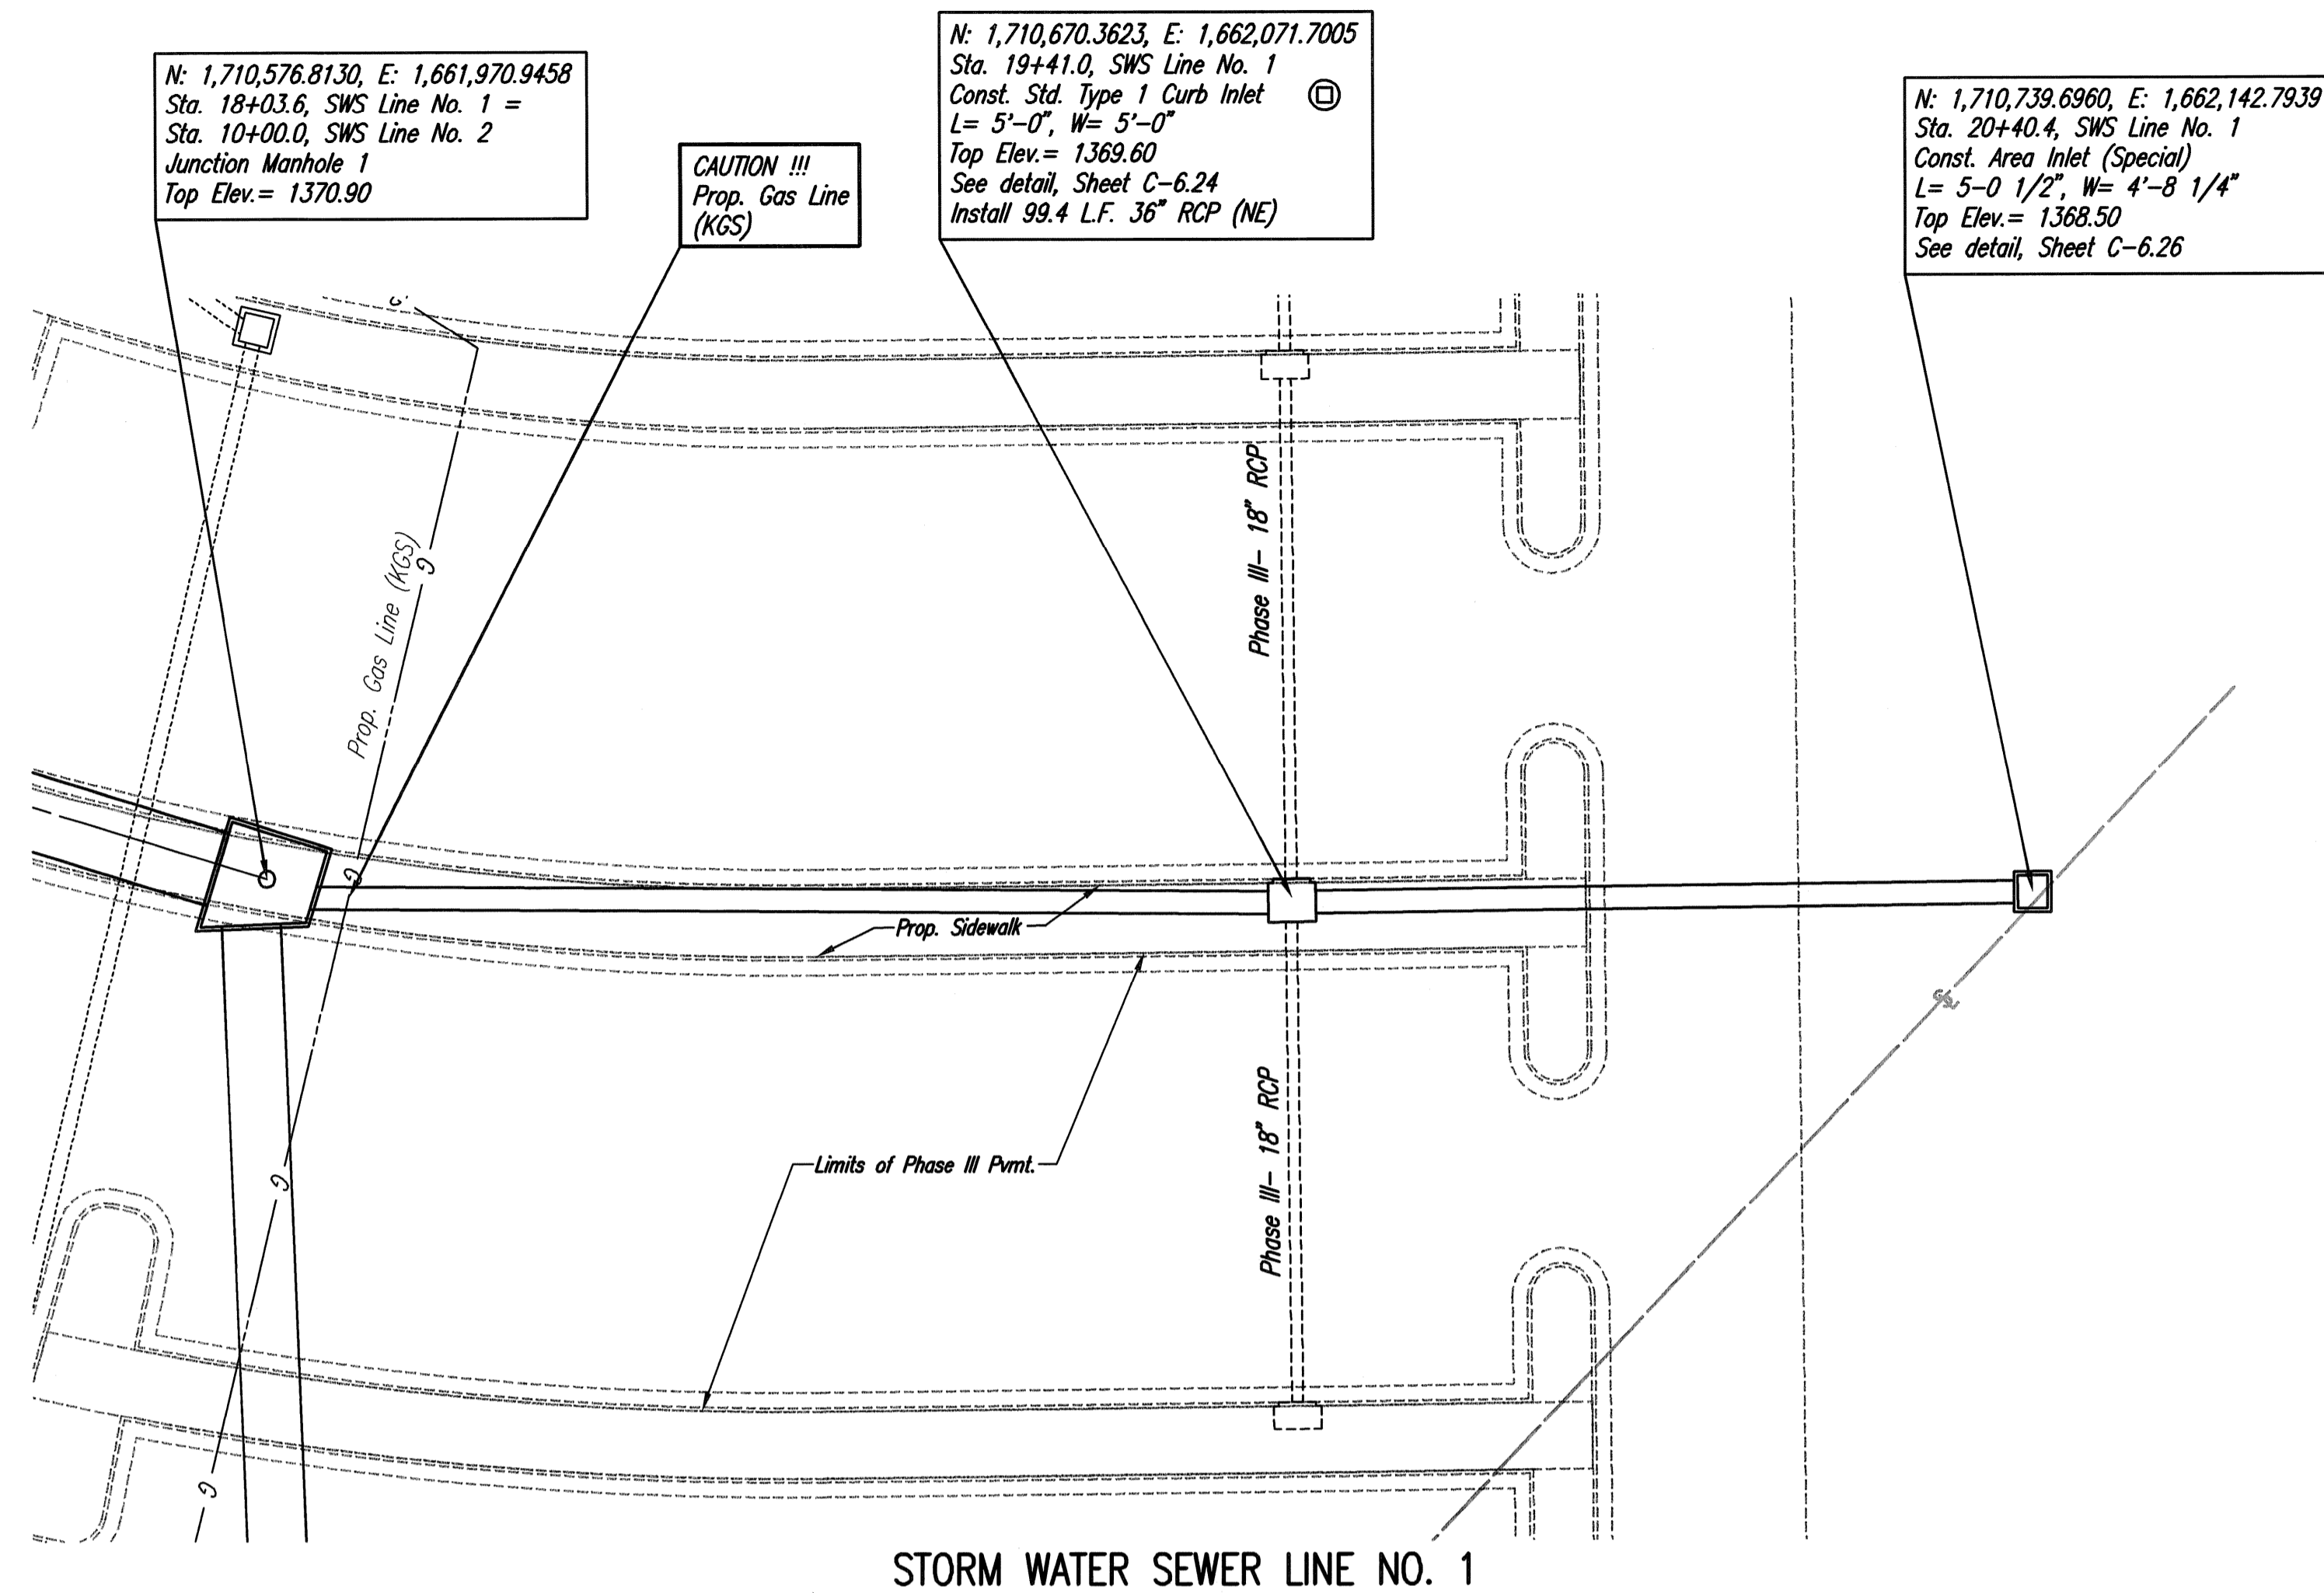 N: 1,710,576.8130, E: 1,661,970.9458
Sta. 18+03.6, SWS Line No. 1 =
Sta. 10+00.0, SWS Line No. 2
Junction Manhole 1
Top Elev.= 1370.90
CAUTION !!!
Prop. Gas Line
(KGS)
N: 1,710,670.3623, E: 1,662,071.7005
Sta. 19+41.0, SWS Line No. 1
Const. Std. Type 1 Curb Inlet
L= 5'-0", W= 5'-0"
Top Elev.= 1369.60
See detail, Sheet C-6.24
Install 99.4 L.F. 36" RCP (NE)
N: 1,710,739.6960, E: 1,662,142.7939
Sta. 20+40.4, SWS Line No. 1
Const. Area Inlet (Special)
L= 5-0 1/2", W= 4'-8 1/4"
Top Elev.= 1368.50
See detail, Sheet C-6.26
G
Prop. Gas Line (KGS)
G
Phase III- 18" RCP
G
Prop. Sidewalk
Phase III- 18" RCP
Limits of Phase III Pvmt.
G
G
STORM WATER SEWER LINE NO. 1